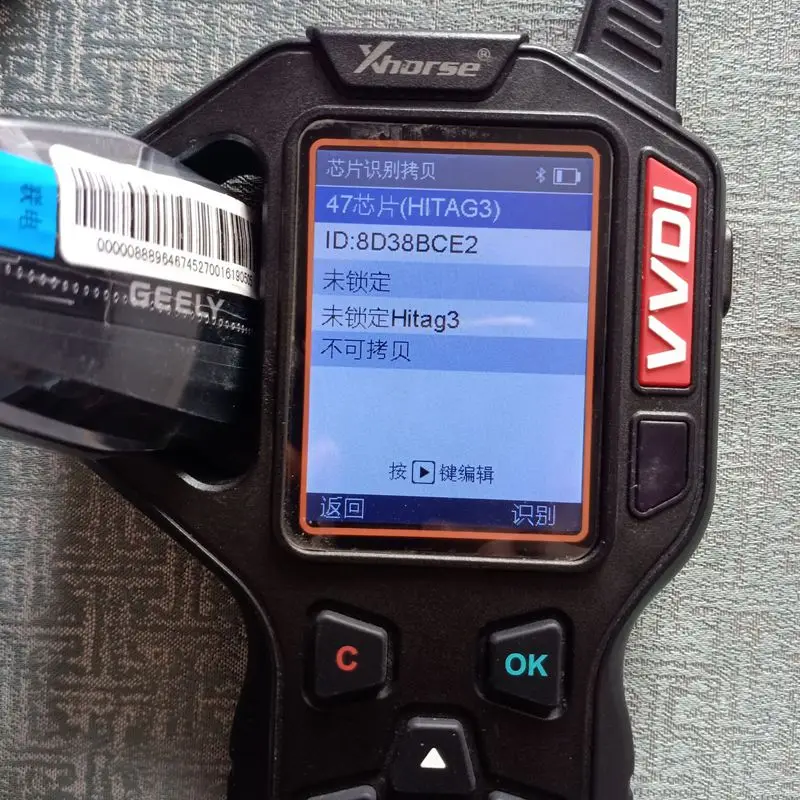 Xhorse®
芯片识别拷贝
47芯片(HITAG3)
ID:8D38BCE2
未锁定
未锁定Hitag3
不可拷贝
按 ▶ 键编辑
返回 识别
VVDI
GEELY
C
OK